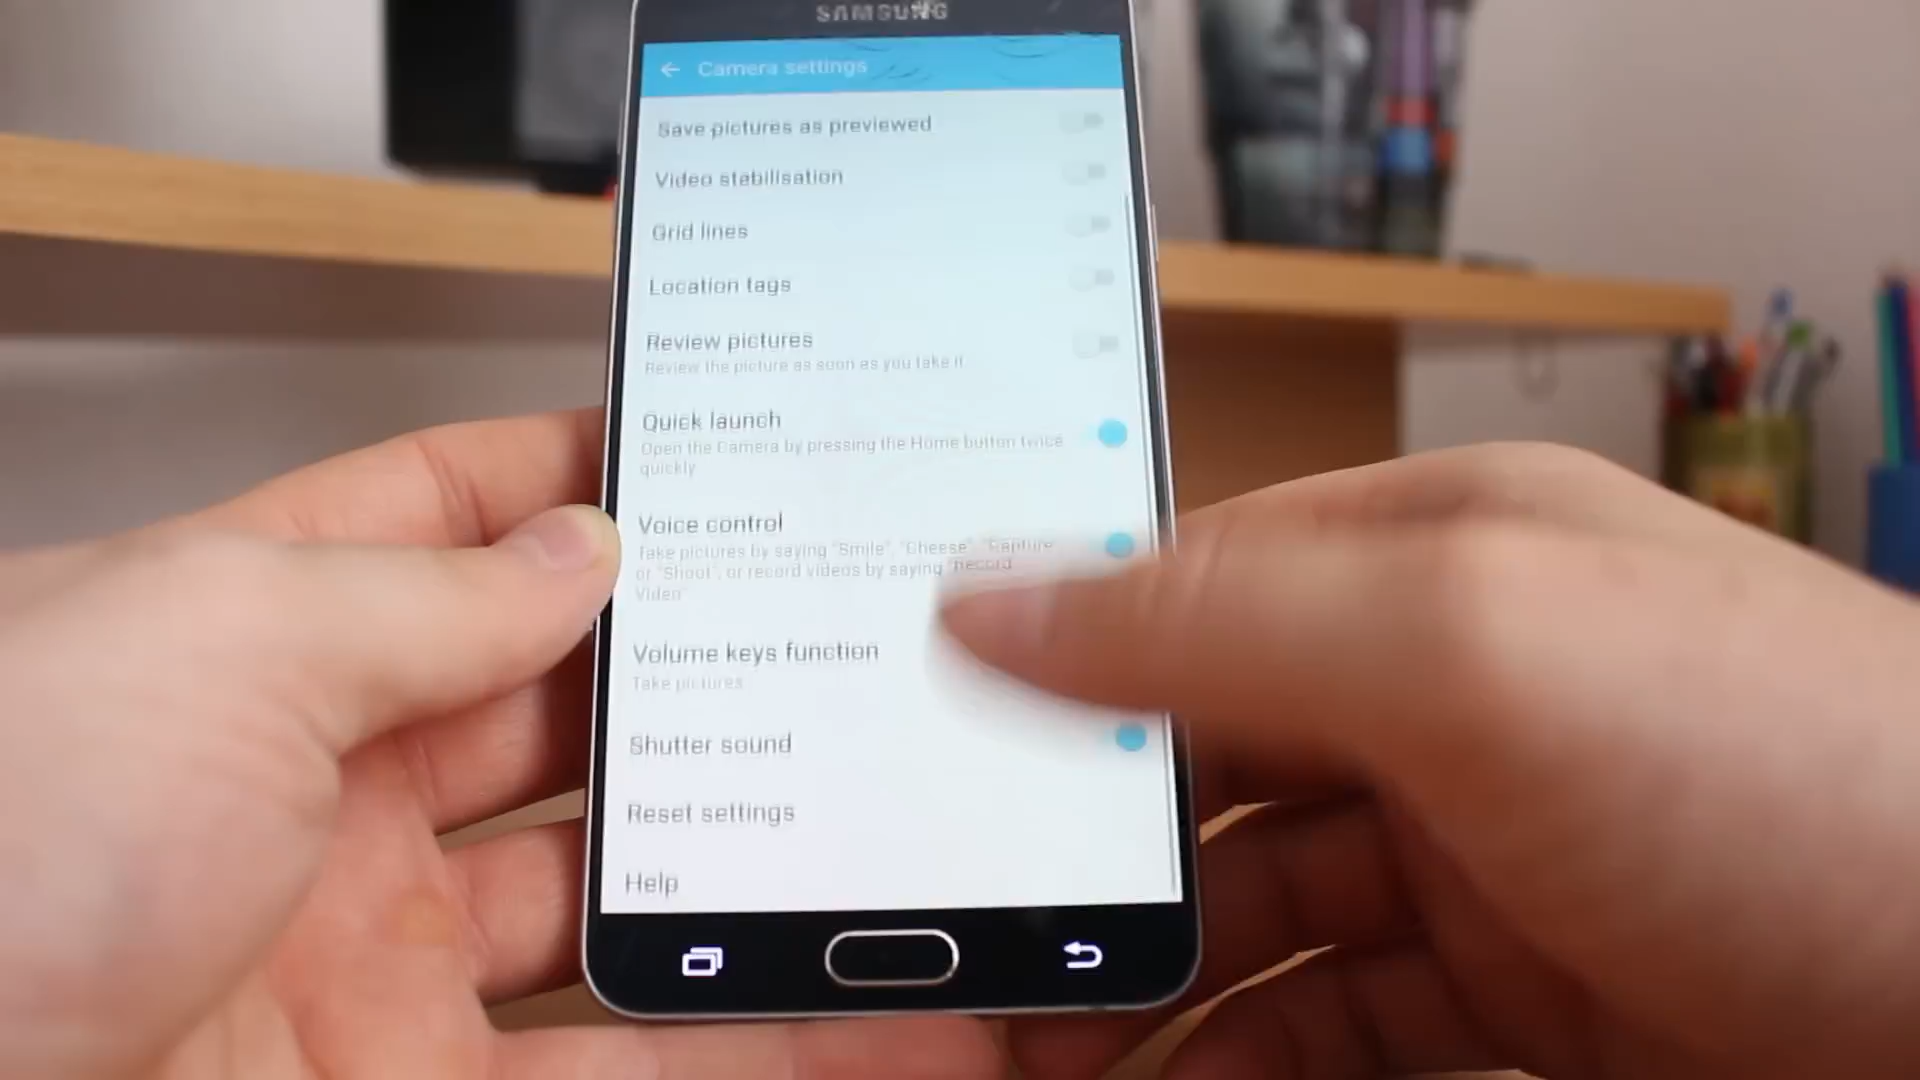 SAMSUNG
Camera settings
Save pictures as previewed
Video stabilisation
Grid lines
Location tags
Review pictures
Review the picture as soon as you take it
Quick launch
Open the Camera by pressing the Home button twice
quickly
Voice control
Take pictures by saying "Smile", "Cheese", "Capture"
or "Shoot", or record videos by saying "Record
Video"
Volume keys function
Take pictures
Shutter sound
Reset settings
Help